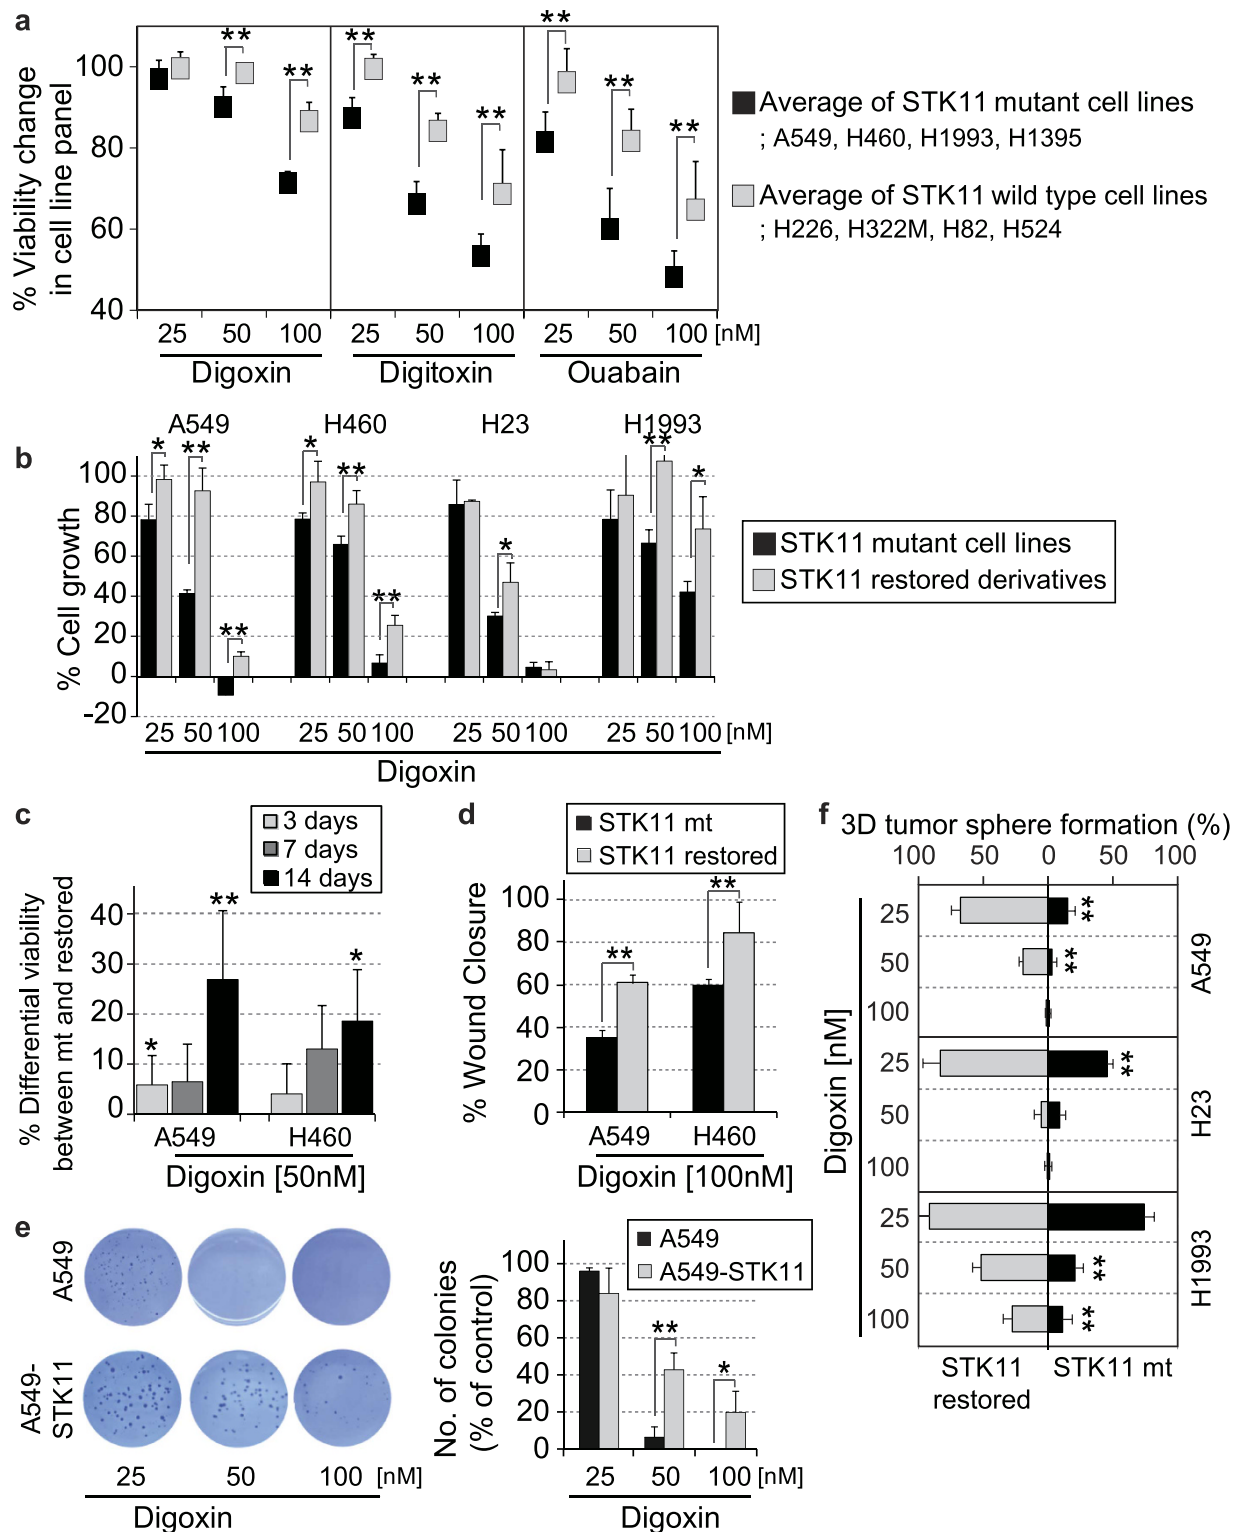 a
% Viability change
in cell line panel
100
80
60
40
** ** ** ** ** ** ** **
25 50 100 25 50 100 25 50 100 [nM]
Digoxin Digitoxin Ouabain
Average of STK11 mutant cell lines
; A549, H460, H1993, H1395
Average of STK11 wild type cell lines
; H226, H322M, H82, H524
b
A549 H460 H23 H1993
% Cell growth
100
80
60
40
20
0
-20
* ** ** * ** ** * ** *
25 50 100 25 50 100 25 50 100 25 50 100 [nM]
Digoxin
STK11 mutant cell lines
STK11 restored derivatives
c
3 days
7 days
14 days
% Differential viability
between mt and restored
40
30
20
10
0
* ** *
A549 H460
Digoxin [50nM]
d
STK11 mt
STK11 restored
% Wound Closure
100
80
60
40
20
0
** **
A549 H460
Digoxin [100nM]
e
A549
A549-
STK11
25 50 100 [nM]
Digoxin
A549
A549-STK11
No. of colonies
(% of control)
100
80
60
40
20
0
** *
25 50 100 [nM]
Digoxin
f
3D tumor sphere formation (%)
100 50 0 50 100
Digoxin [nM]
25 **
50 **
100
A549
25 **
50
100
H23
25
50 **
100 **
H1993
STK11
restored
STK11 mt